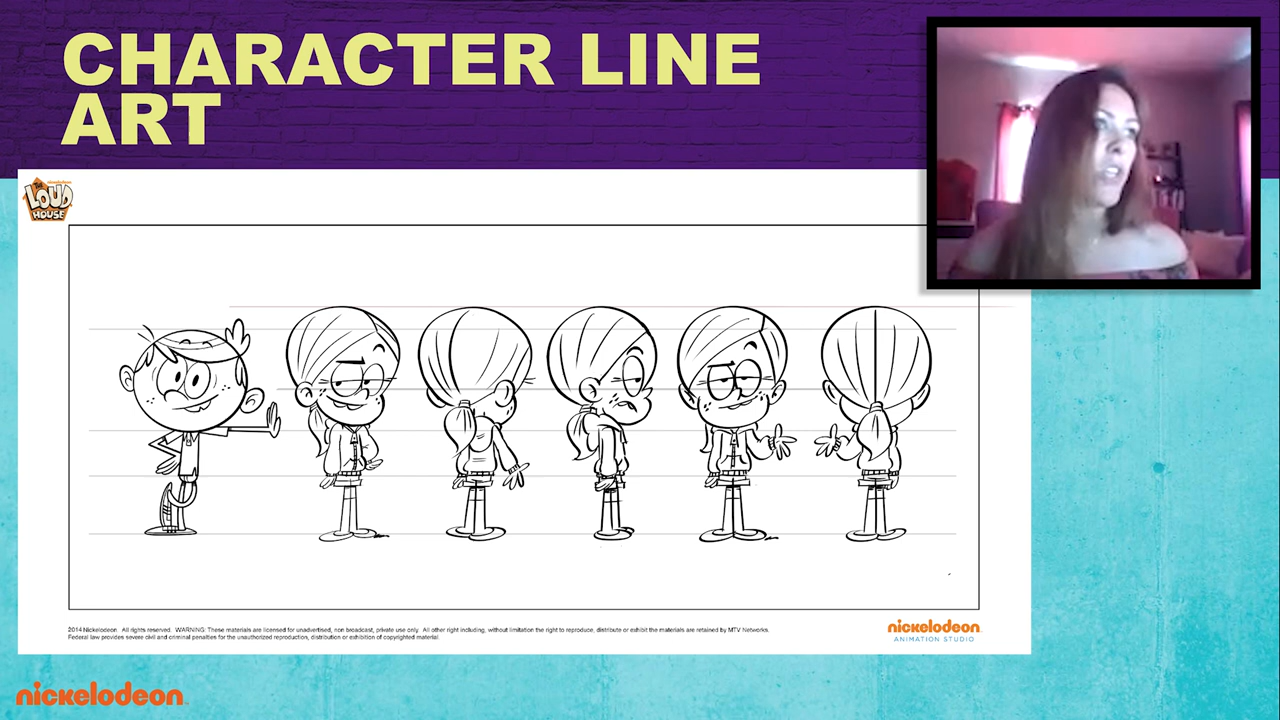 CHARACTER LINE
ART
THE
LOUD
HOUSE
2014 Nickelodeon. All rights reserved. WARNING: These materials are licensed for unadvertised, non broadcast, private use only. All other right including, without limitation the right to reproduce, distribute or exhibit the materials are retained by MTV Networks.
Federal law provides severe civil and criminal penalties for the unauthorized reproduction, distribution or exhibition of copyrighted material.
nickelodeon
ANIMATION STUDIO
nickelodeon